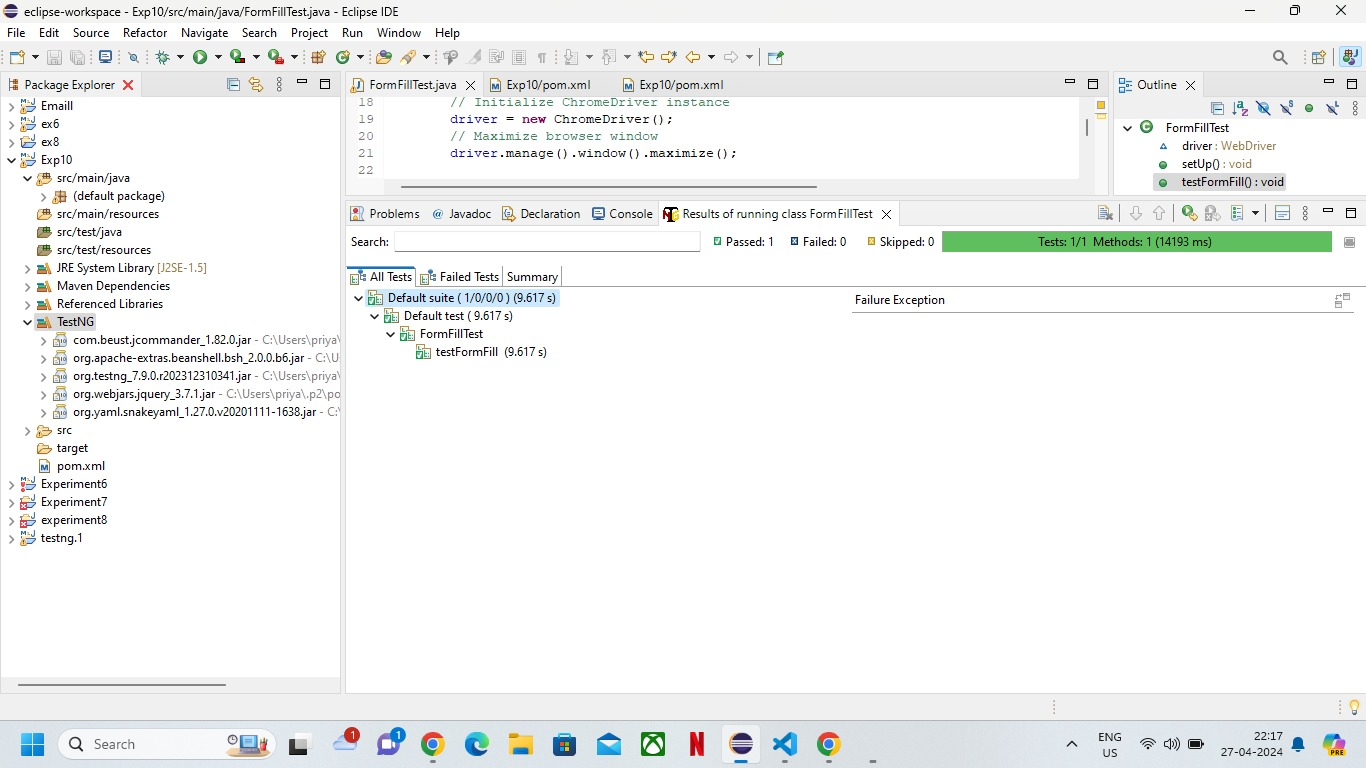 eclipse-workspace - Exp10/src/main/java/FormFillTest.java - Eclipse IDE
File Edit Source Refactor Navigate Search Project Run Window Help
Package Explorer
Emaill
ex6
ex8
Exp10
src/main/java
(default package)
src/main/resources
src/test/java
src/test/resources
JRE System Library [J2SE-1.5]
Maven Dependencies
Referenced Libraries
TestNG
com.beust.jcommander_1.82.0.jar - C:\Users\priya\
org.apache-extras.beanshell.bsh_2.0.0.b6.jar - C:\U
org.testng_7.9.0.r202312310341.jar - C:\Users\priya\
org.webjars.jquery_3.7.1.jar - C:\Users\priya\.p2\po
org.yaml.snakeyaml_1.27.0.v20201111-1638.jar - C:\
src
target
pom.xml
Experiment6
Experiment7
experiment8
testng.1
FormFillTest.java Exp10/pom.xml Exp10/pom.xml
18 // Initialize ChromeDriver instance
19 driver = new ChromeDriver();
20 // Maximize browser window
21 driver.manage().window().maximize();
22
Outline
FormFillTest
driver : WebDriver
setUp() : void
testFormFill() : void
Problems Javadoc Declaration Console Results of running class FormFillTest
Search: Passed: 1 Failed: 0 Skipped: 0 Tests: 1/1 Methods: 1 (14193 ms)
All Tests Failed Tests Summary
Default suite ( 1/0/0/0 ) (9.617 s)
Default test ( 9.617 s)
FormFillTest
testFormFill (9.617 s)
Failure Exception
Search
1
1
ENG
US
22:17
27-04-2024
PRE